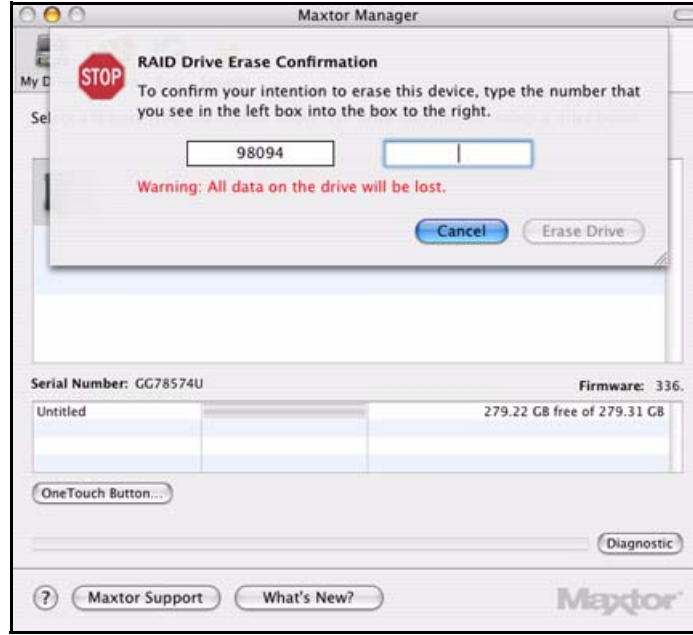 Maxtor Manager
RAID Drive Erase Confirmation
STOP
To confirm your intention to erase this device, type the number that
you see in the left box into the box to the right.
98094
Warning: All data on the drive will be lost.
Cancel
Erase Drive
My D
Sel
Serial Number: GG78574U
Firmware: 336.
Untitled
279.22 GB free of 279.31 GB
OneTouch Button...
Diagnostic
?
Maxtor Support
What's New?
Maxtor